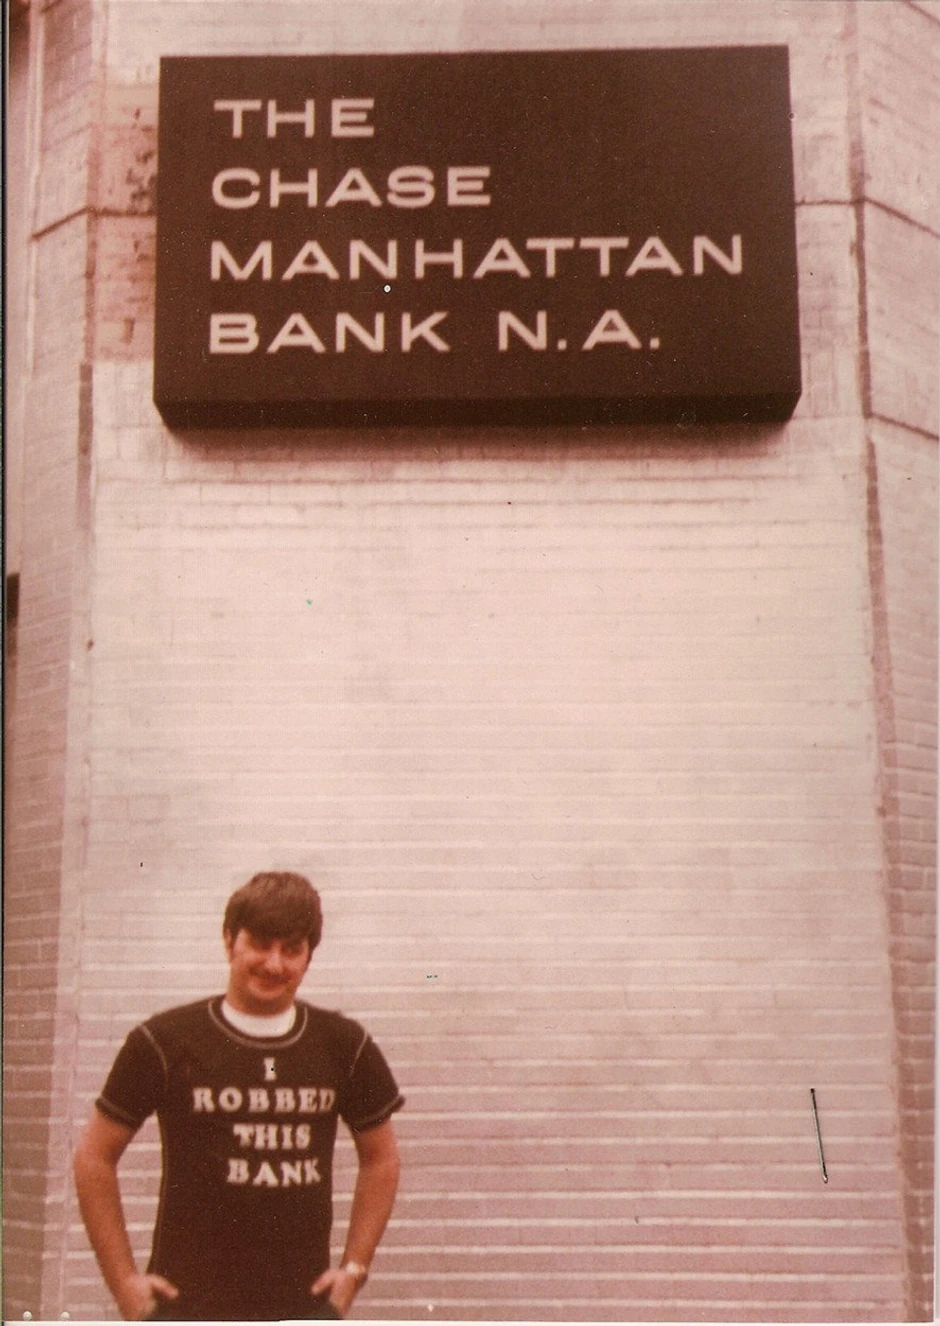 THE
CHASE
MANHATTAN
BANK N.A.
I
ROBBED
THIS
BANK